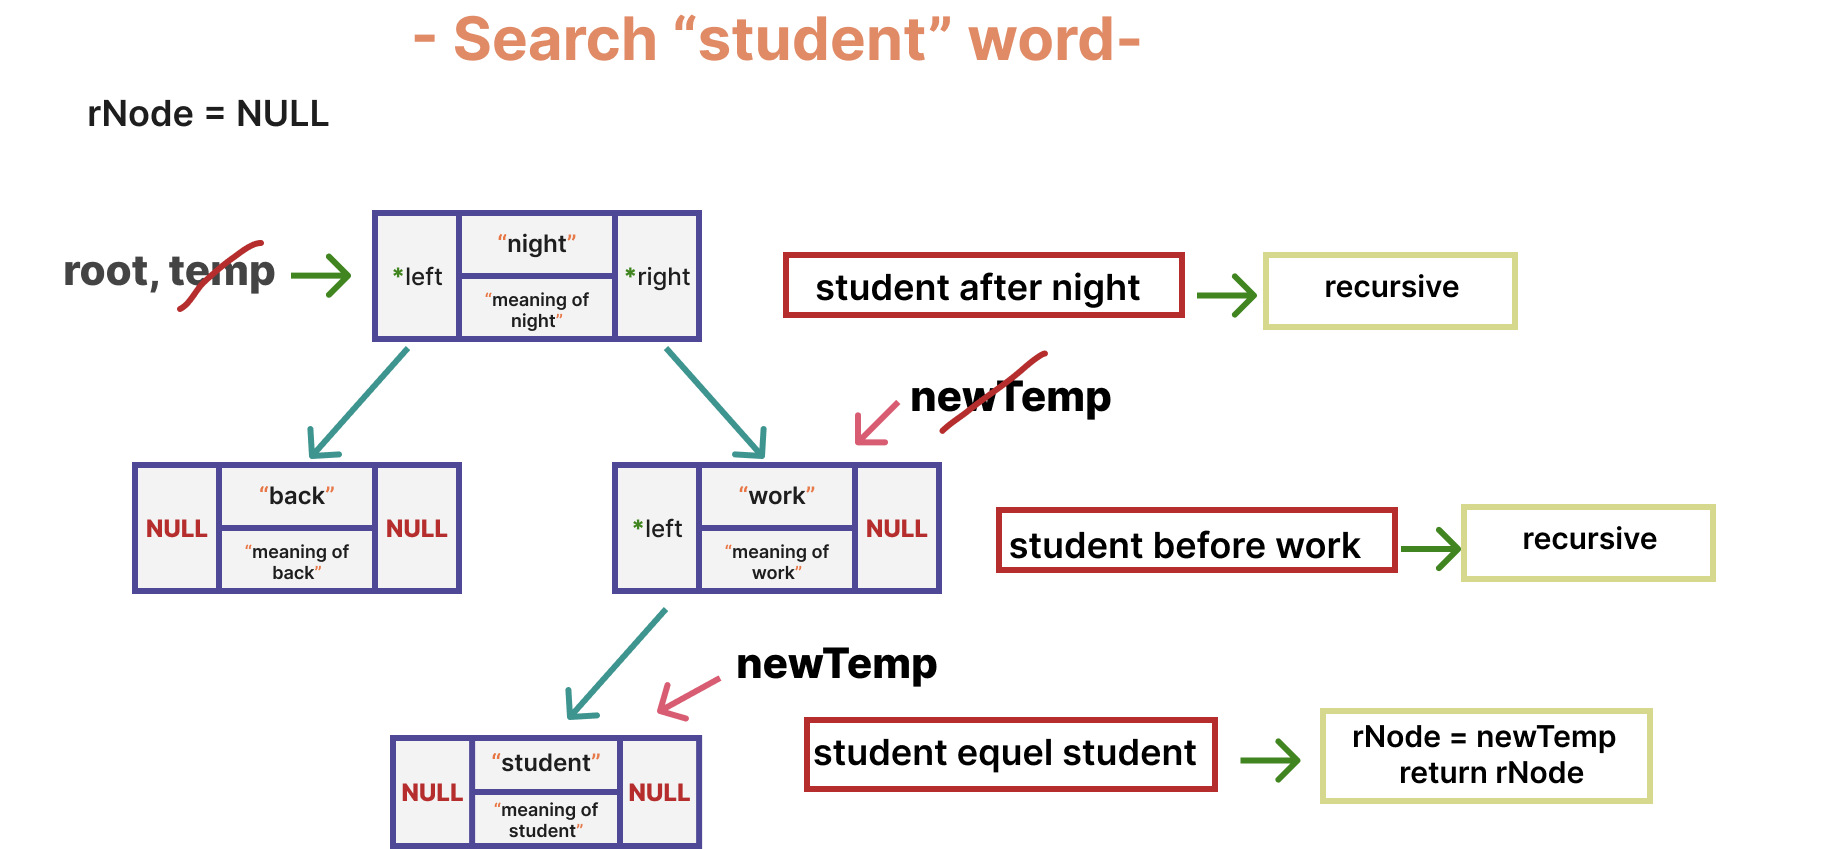 - Search “student” word-
rNode = NULL
root, temp
*left
“night”
“meaning of
night”
*right
student after night
recursive
newTemp
NULL
“back”
“meaning of
back”
NULL
*left
“work”
“meaning of
work”
NULL
student before work
recursive
newTemp
NULL
“student”
“meaning of
student”
NULL
student equel student
rNode = newTemp
return rNode